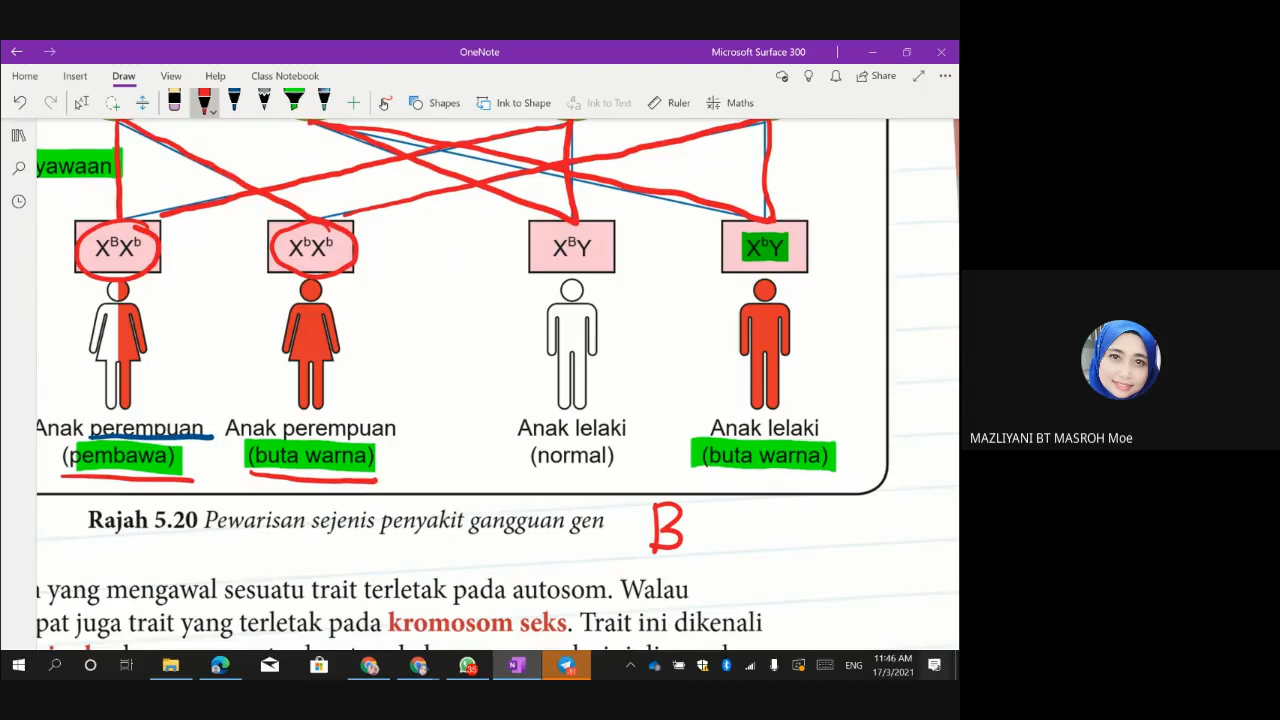 OneNote
Microsoft Surface 300
Home Insert Draw View Help Class Notebook
Share
Shapes Ink to Shape Ink to Text Ruler Maths
yawaan
XᴮXᵇ XᵇXᵇ XᴮY XᵇY
Anak perempuan Anak perempuan Anak lelaki Anak lelaki
(pembawa) (buta warna) (normal) (buta warna)
Rajah 5.20 Pewarisan sejenis penyakit gangguan gen
B
yang mengawal sesuatu trait terletak pada autosom. Walau
pat juga trait yang terletak pada kromosom seks. Trait ini dikenali
MAZLIYANI BT MASROH Moe
35
ENG
11:46 AM
17/3/2021